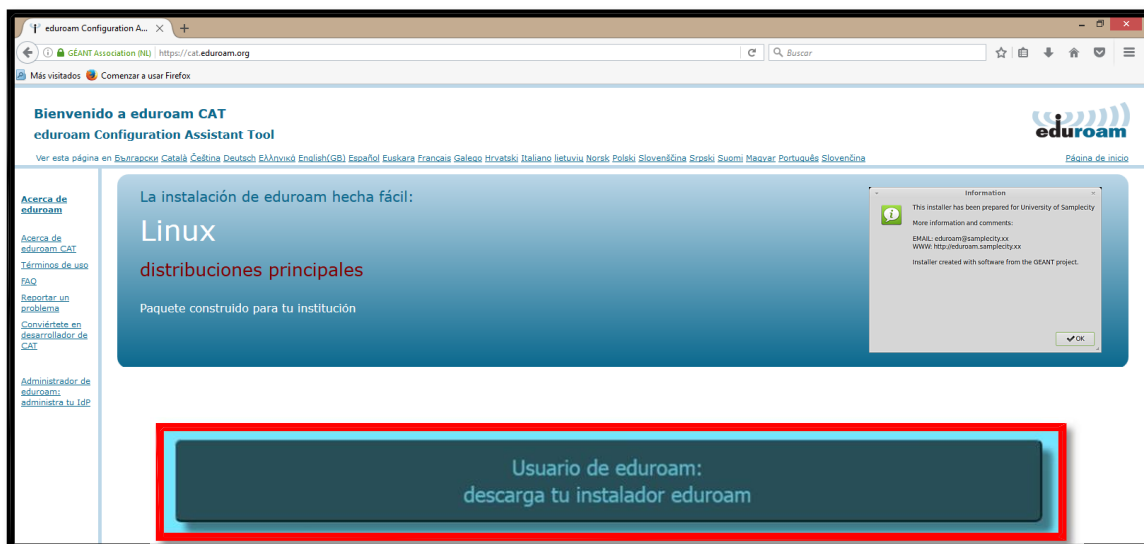 eduroam Configuration A...
GÉANT Association (NL) https://cat.eduroam.org
Buscar
Más visitados Comenzar a usar Firefox
Bienvenido a eduroam CAT
eduroam Configuration Assistant Tool
eduroam
Ver esta página en Български Català Čeština Deutsch Ελληνικά English(GB) Español Euskara Français Galego Hrvatski Italiano lietuvių Norsk Polski Slovenščina Srpski Suomi Magyar Português Slovenčina
Página de inicio
Acerca de
eduroam
Acerca de
eduroam CAT
Términos de uso
FAQ
Reportar un
problema
Conviértete en
desarrollador de
CAT
Administrador de
eduroam:
administra tu IdP
La instalación de eduroam hecha fácil:
Linux
distribuciones principales
Paquete construido para tu institución
Information
This installer has been prepared for University of Samplecity
More information and comments:
EMAIL: eduroam@samplecity.xx
WWW: http://eduroam.samplecity.xx
Installer created with software from the GEANT project.
OK
Usuario de eduroam:
descarga tu instalador eduroam